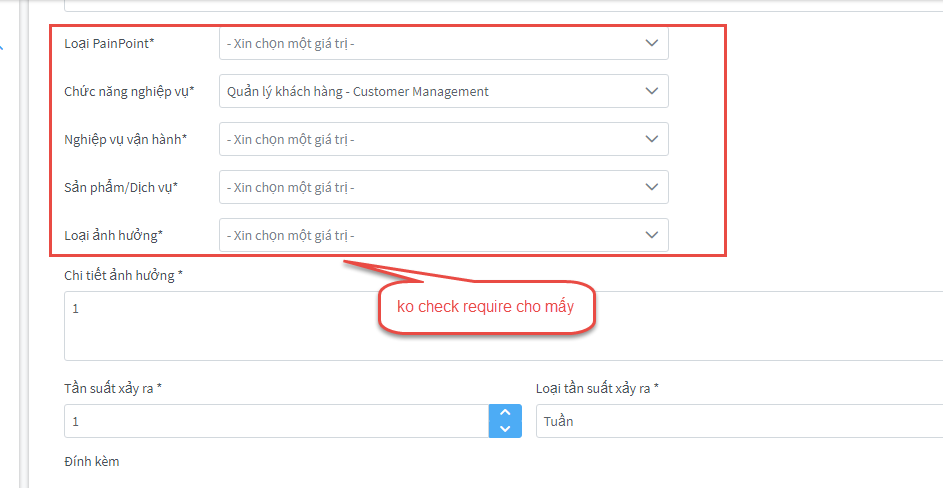 Loại PainPoint*
- Xin chọn một giá trị -
Chức năng nghiệp vụ*
Quản lý khách hàng - Customer Management
Nghiệp vụ vận hành*
- Xin chọn một giá trị -
Sản phẩm/Dịch vụ*
- Xin chọn một giá trị -
Loại ảnh hưởng*
- Xin chọn một giá trị -
Chi tiết ảnh hưởng *
1
ko check require cho mấy
Tần suất xảy ra *
Loại tần suất xảy ra *
1
Tuần
Đính kèm